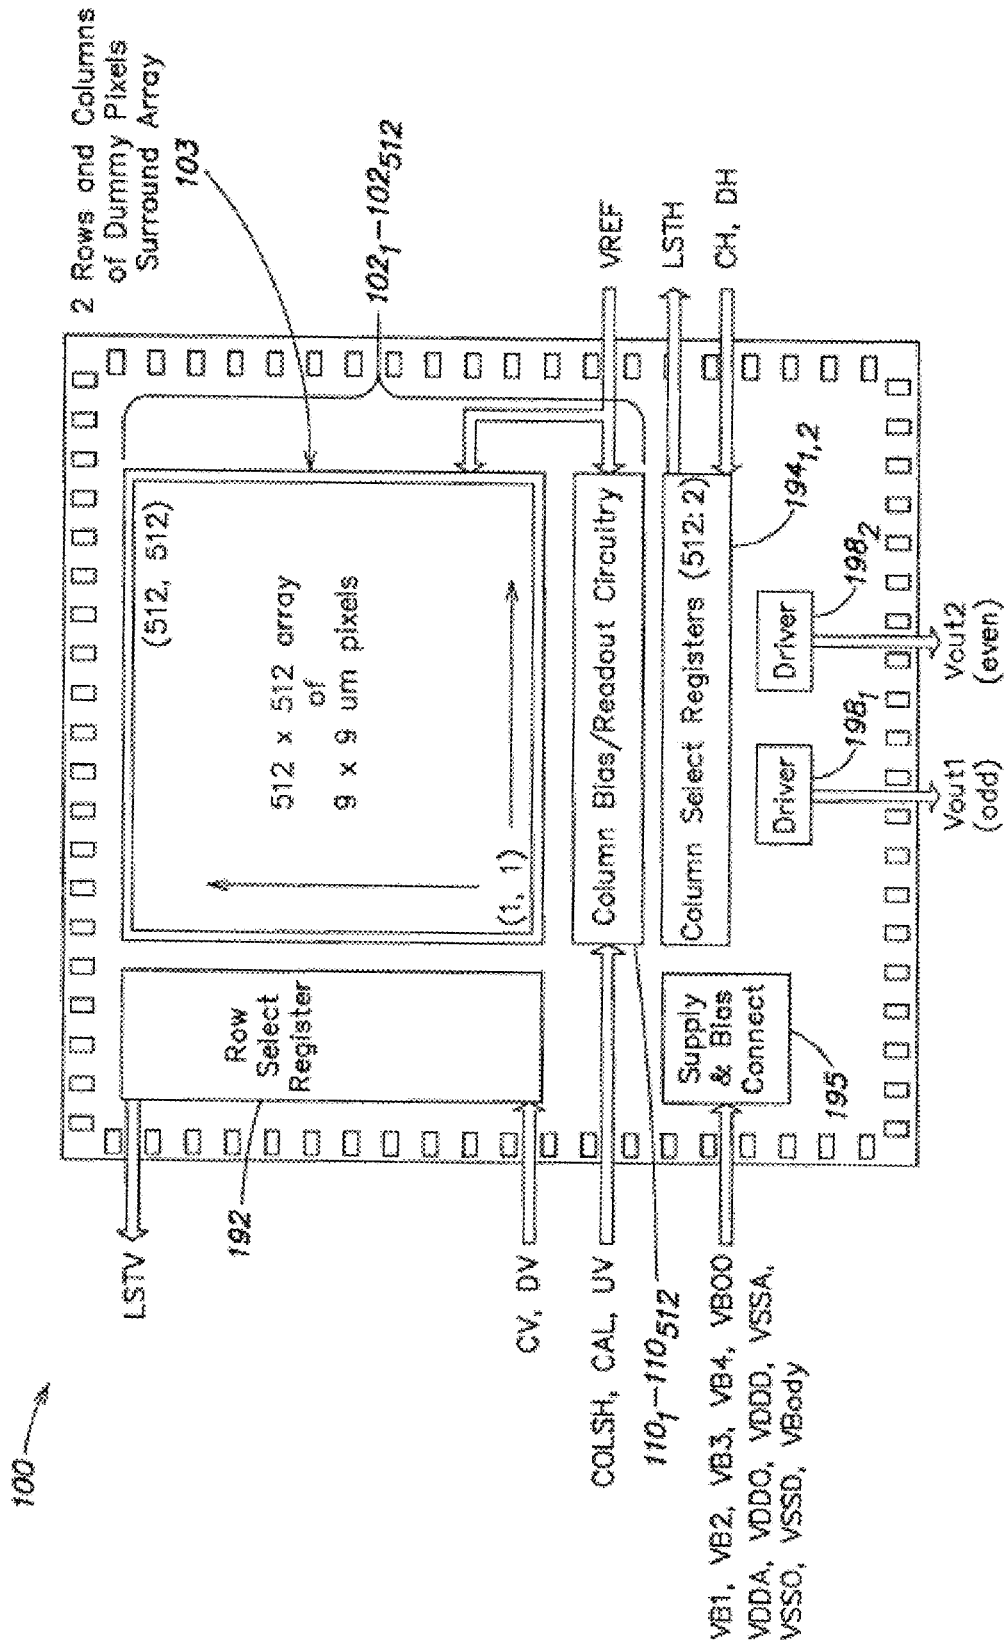 100
2 Rows and Columns
of Dummy Pixels
Surround Array
103
LSTV
192
Row
Select
Register
(512, 512)
512 x 512 array
of
9 x 9 um pixels
(1, 1)
102₁–102₅₁₂
CV, DV
COLSH, CAL, UV
110₁–110₅₁₂
Column Bias/Readout Circuitry
VREF
Column Select Registers (512:2)
LSTH
CH, DH
194₁,₂
VB1, VB2, VB3, VB4, VBOO
VDDA, VDDO, VDDD, VSSA,
VSSO, VSSD, VBody
Supply
& Bias
Connect
195
Driver
198₁
Driver
198₂
Vout1
(odd)
Vout2
(even)